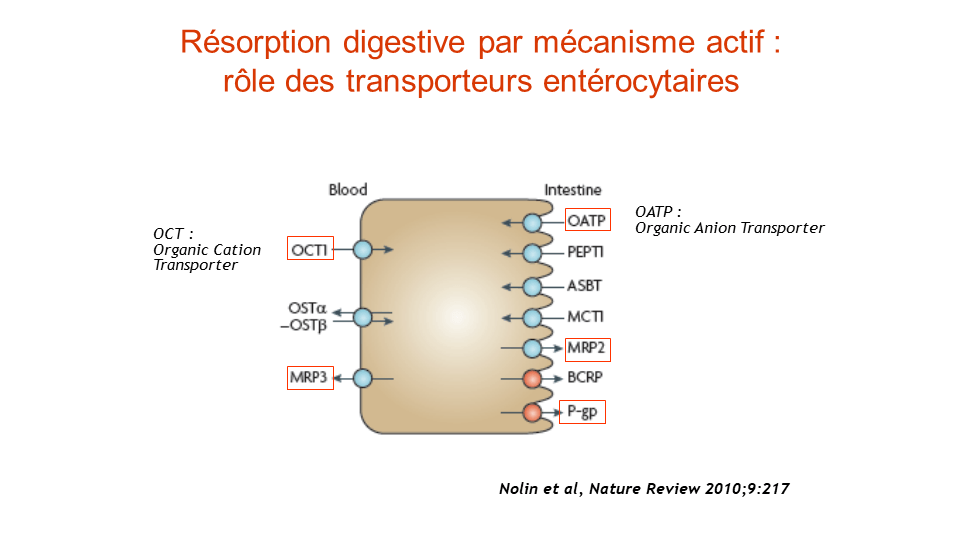 Résorption digestive par mécanisme actif :
rôle des transporteurs entérocytaires
Blood
Intestine
OATP :
Organic Anion Transporter
OCT :
Organic Cation
Transporter
OCT1
OSTα
–OSTβ
MRP3
OATP
PEPT1
ASBT
MCT1
MRP2
BCRP
P-gp
Nolin et al, Nature Review 2010;9:217